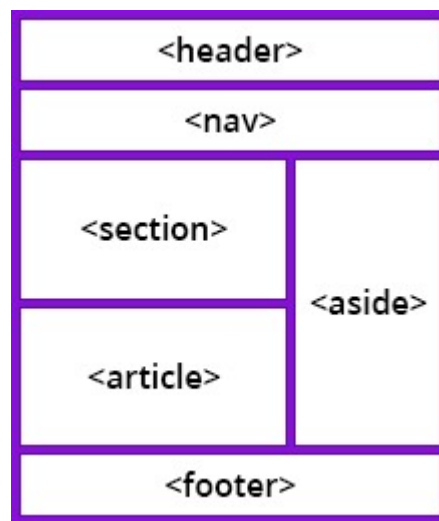 <header>
<nav>
<section>
<aside>
<article>
<footer>